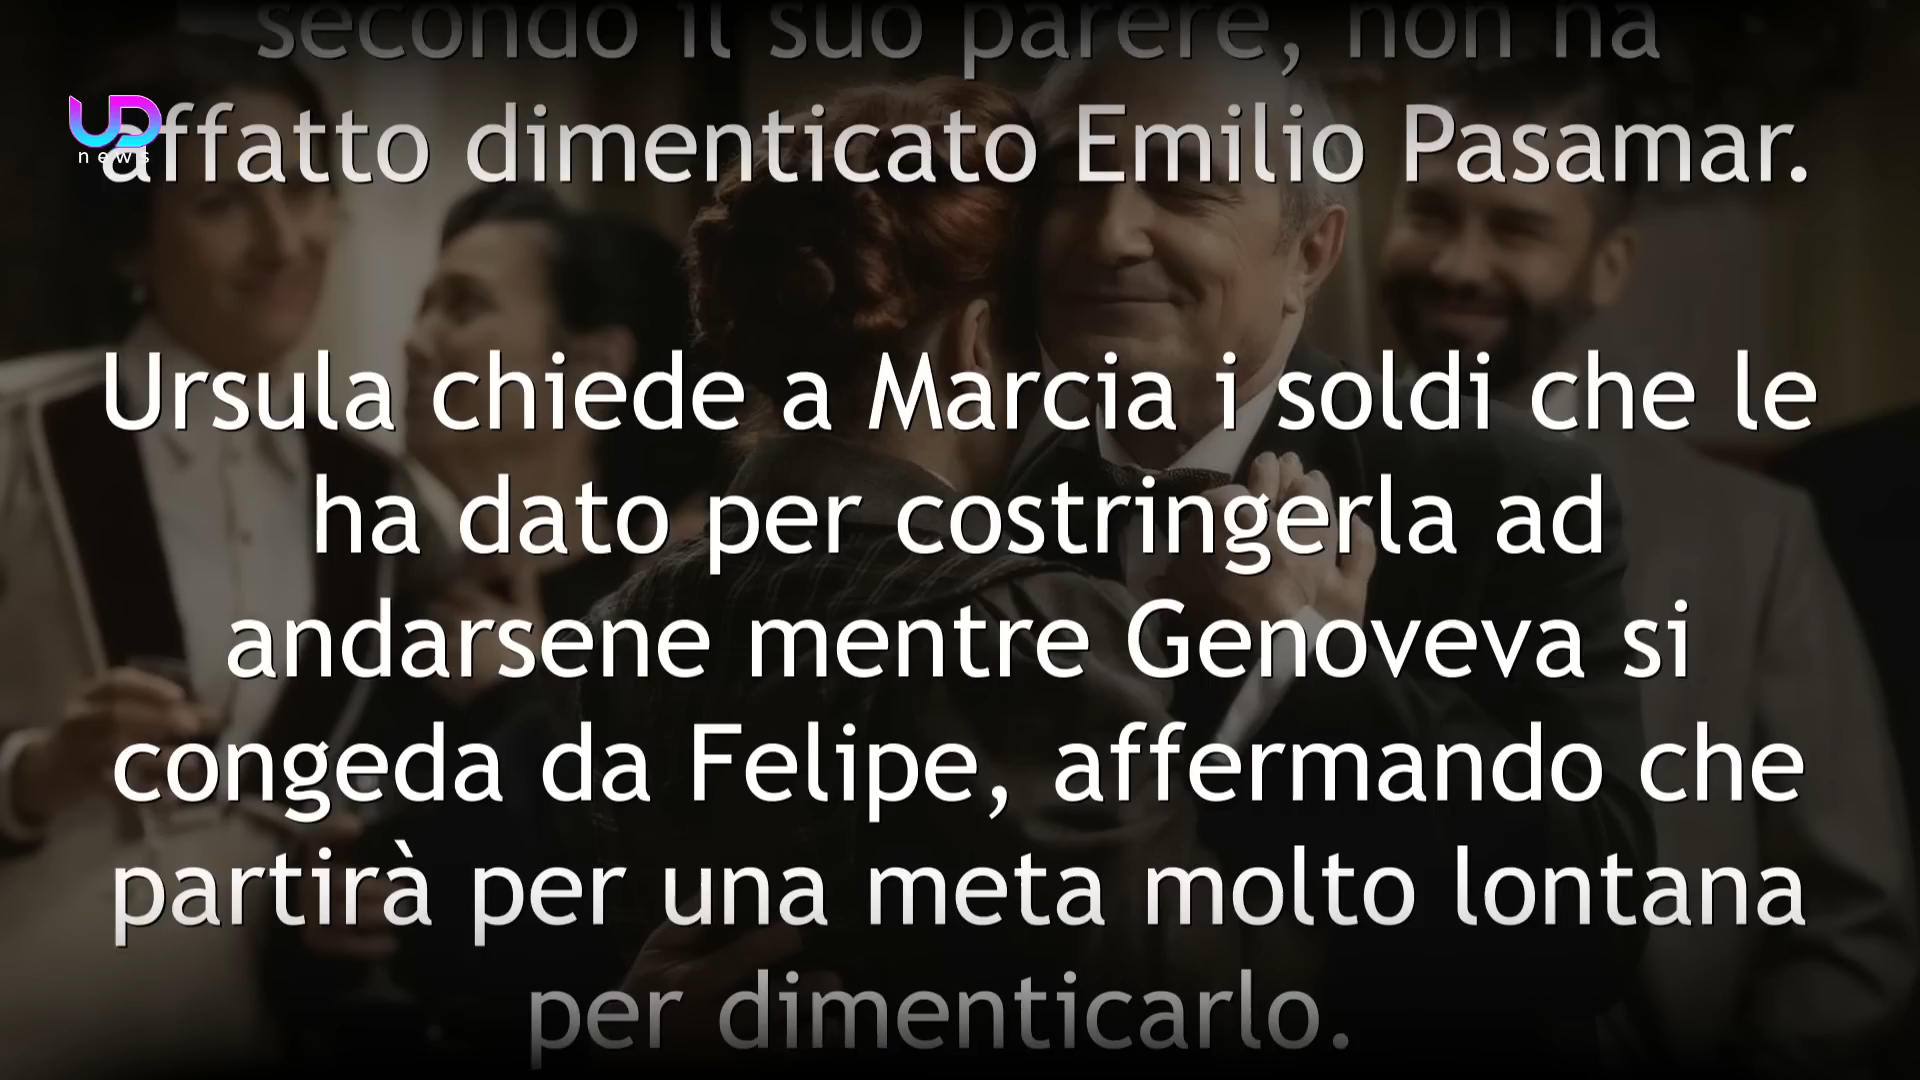 secondo il suo parere, non ha
UD
news
affatto dimenticato Emilio Pasamar.
Ursula chiede a Marcia i soldi che le
ha dato per costringerla ad
andarsene mentre Genoveva si
congeda da Felipe, affermando che
partirà per una meta molto lontana
per dimenticarlo.